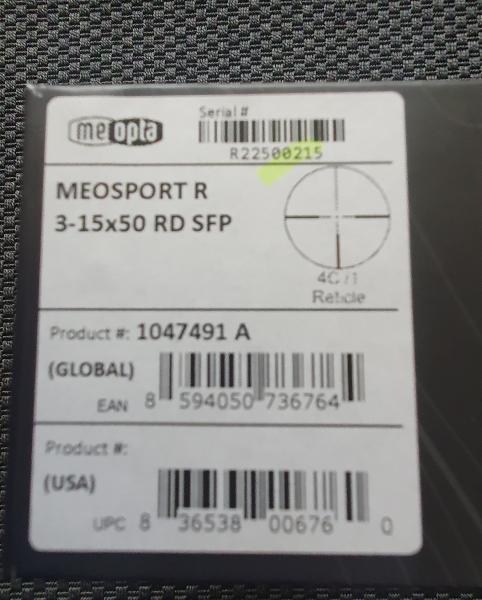 meopta
Serial #
R22500215
MEOSPORT R
3-15x50 RD SFP
Reticle
Product #: 1047491 A
(GLOBAL)
EAN 8 594050 736764
Product #:
(USA)
UPC 8 36538 00676 0